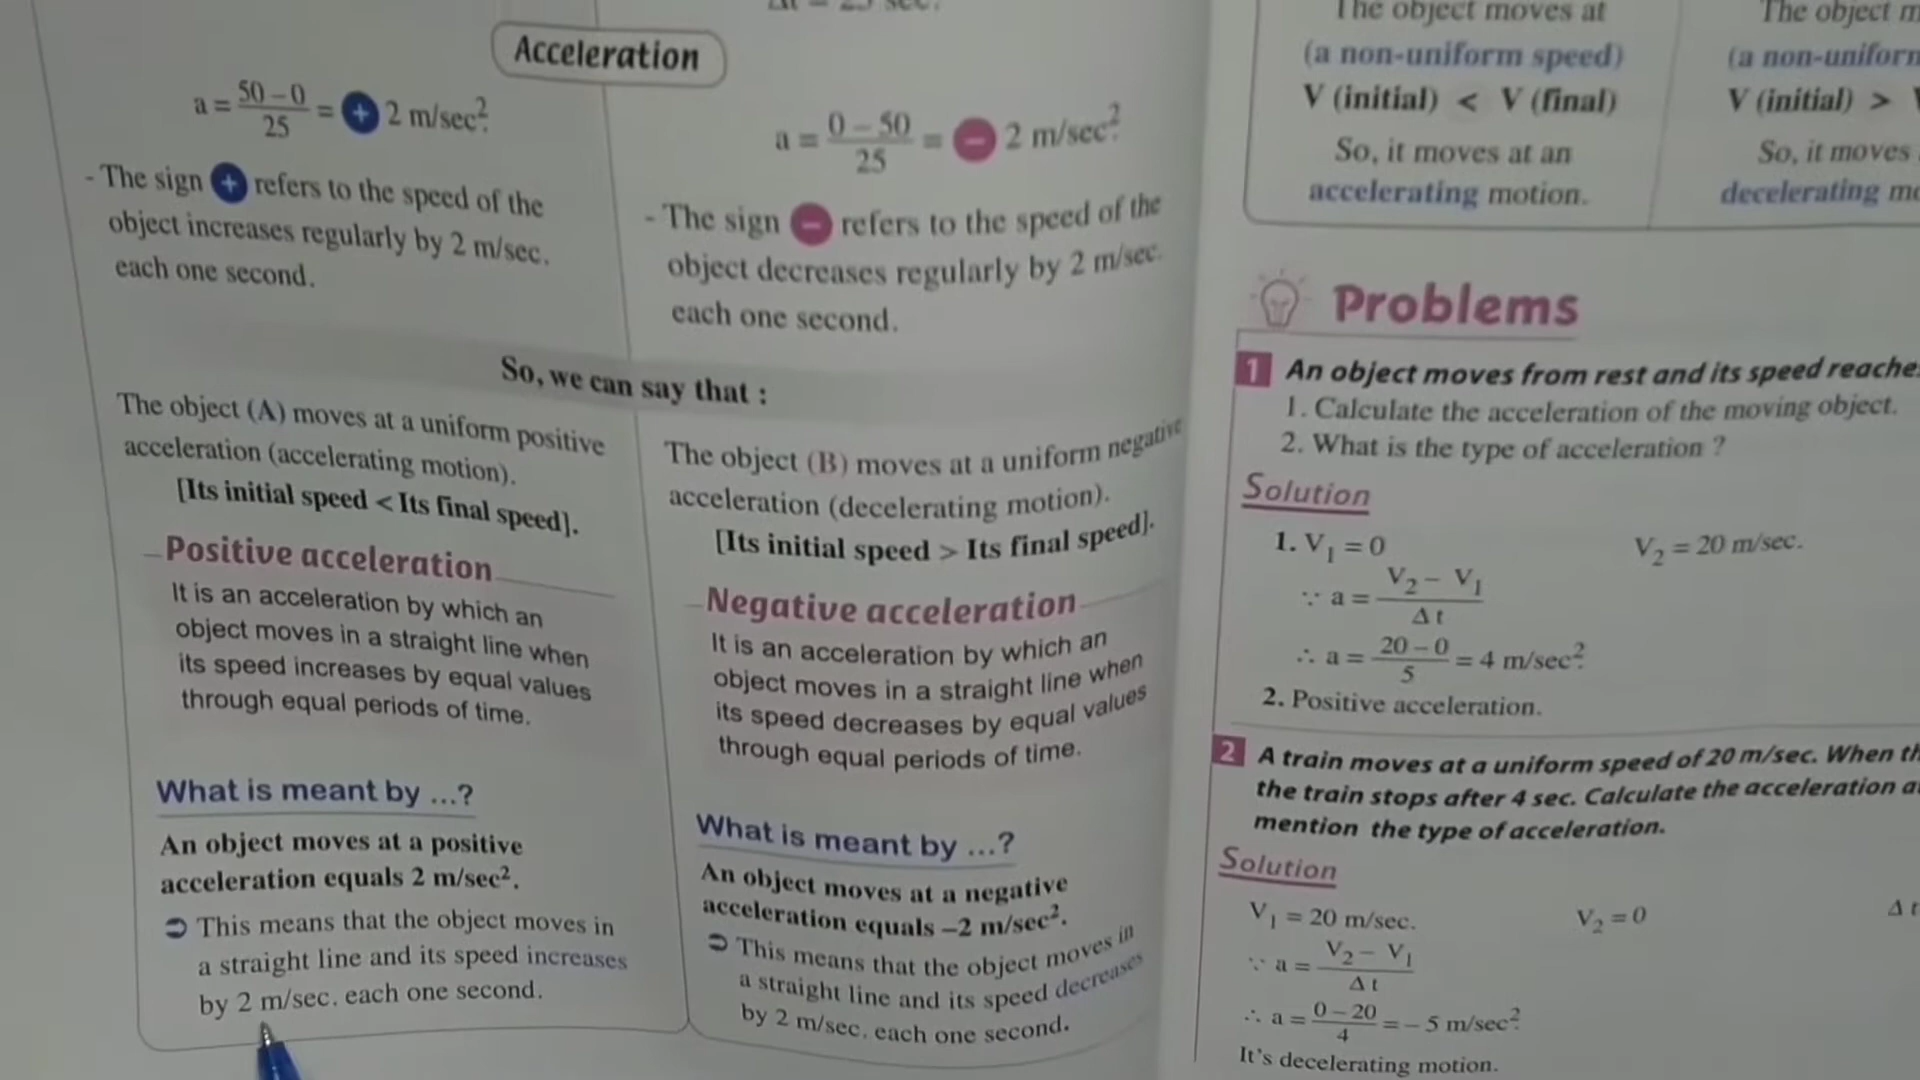 Acceleration
a = 50 – 0 / 25 = + 2 m/sec².
- The sign + refers to the speed of the
object increases regularly by 2 m/sec.
each one second.
a = 0 – 50 / 25 = – 2 m/sec².
- The sign – refers to the speed of the
object decreases regularly by 2 m/sec.
each one second.
So, we can say that :
The object (A) moves at a uniform positive
acceleration (accelerating motion).
[Its initial speed < Its final speed].
Positive acceleration
It is an acceleration by which an
object moves in a straight line when
its speed increases by equal values
through equal periods of time.
What is meant by ...?
An object moves at a positive
acceleration equals 2 m/sec².
➲ This means that the object moves in
a straight line and its speed increases
by 2 m/sec. each one second.
The object (B) moves at a uniform negative
acceleration (decelerating motion).
[Its initial speed > Its final speed].
Negative acceleration
It is an acceleration by which an
object moves in a straight line when
its speed decreases by equal values
through equal periods of time.
What is meant by ...?
An object moves at a negative
acceleration equals –2 m/sec².
➲ This means that the object moves in
a straight line and its speed decreases
by 2 m/sec. each one second.
The object moves at
(a non-uniform speed)
V (initial) < V (final)
So, it moves at an
accelerating motion.
The object
(a non-uniform
V (initial) >
So, it moves
decelerating
Problems
1 An object moves from rest and its speed reaches
1. Calculate the acceleration of the moving object.
2. What is the type of acceleration ?
Solution
1. V₁ = 0 V₂ = 20 m/sec.
∵ a = V₂ – V₁ / Δ t
∴ a = 20 – 0 / 5 = 4 m/sec².
2. Positive acceleration.
2 A train moves at a uniform speed of 20 m/sec. When
the train stops after 4 sec. Calculate the acceleration
mention the type of acceleration.
Solution
V₁ = 20 m/sec. V₂ = 0 Δ t
∵ a = V₂ – V₁ / Δ t
∴ a = 0 – 20 / 4 = – 5 m/sec².
It's decelerating motion.